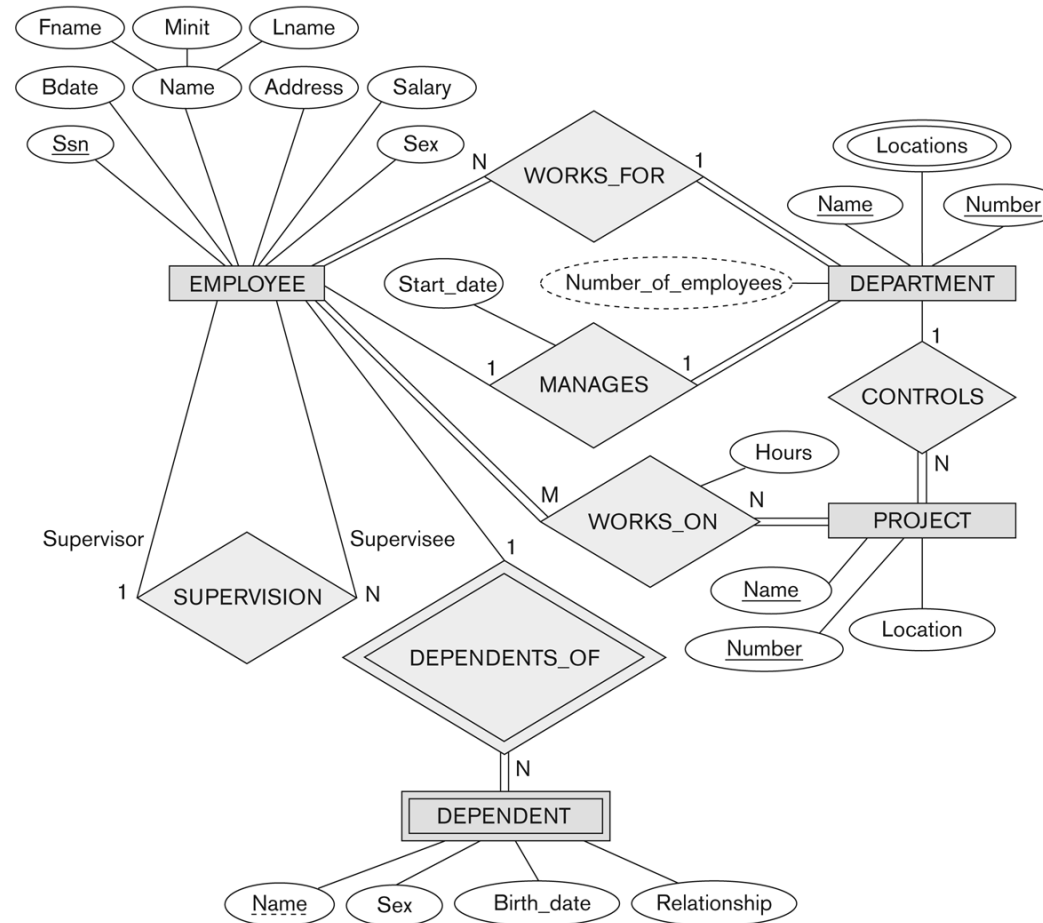 Fname
Minit
Lname
Bdate
Name
Address
Salary
Ssn
Sex
N
WORKS_FOR
1
Locations
Name
Number
EMPLOYEE
Start_date
Number_of_employees
DEPARTMENT
1
MANAGES
1
1
CONTROLS
N
Hours
M
WORKS_ON
N
PROJECT
Supervisor
Supervisee
1
1
SUPERVISION
N
Name
Number
Location
DEPENDENTS_OF
N
DEPENDENT
Name
Sex
Birth_date
Relationship